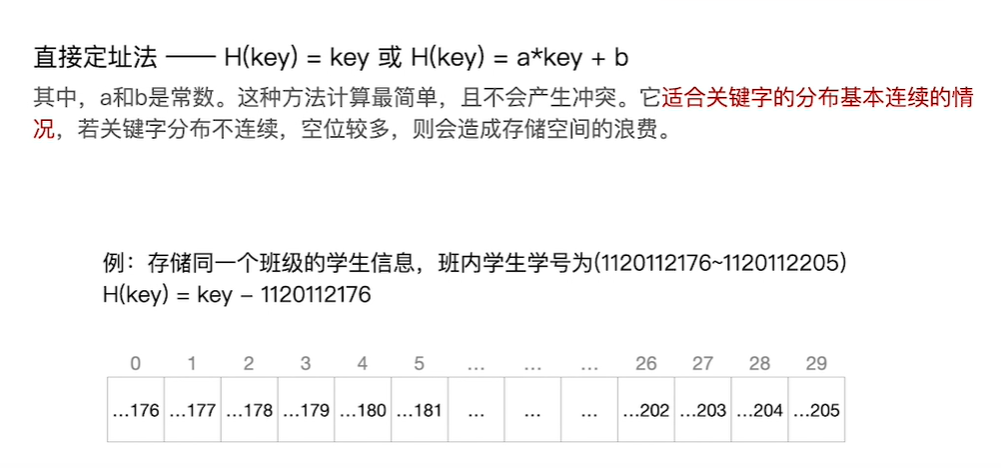 直接定址法 —— H(key) = key 或 H(key) = a*key + b
其中，a和b是常数。这种方法计算最简单，且不会产生冲突。它适合关键字的分布基本连续的情
况，若关键字分布不连续，空位较多，则会造成存储空间的浪费。
例：存储同一个班级的学生信息，班内学生学号为(1120112176~1120112205)
H(key) = key – 1120112176
0 1 2 3 4 5 ... ... ... 26 27 28 29
...176 ...177 ...178 ...179 ...180 ...181 ... ... ... ...202 ...203 ...204 ...205